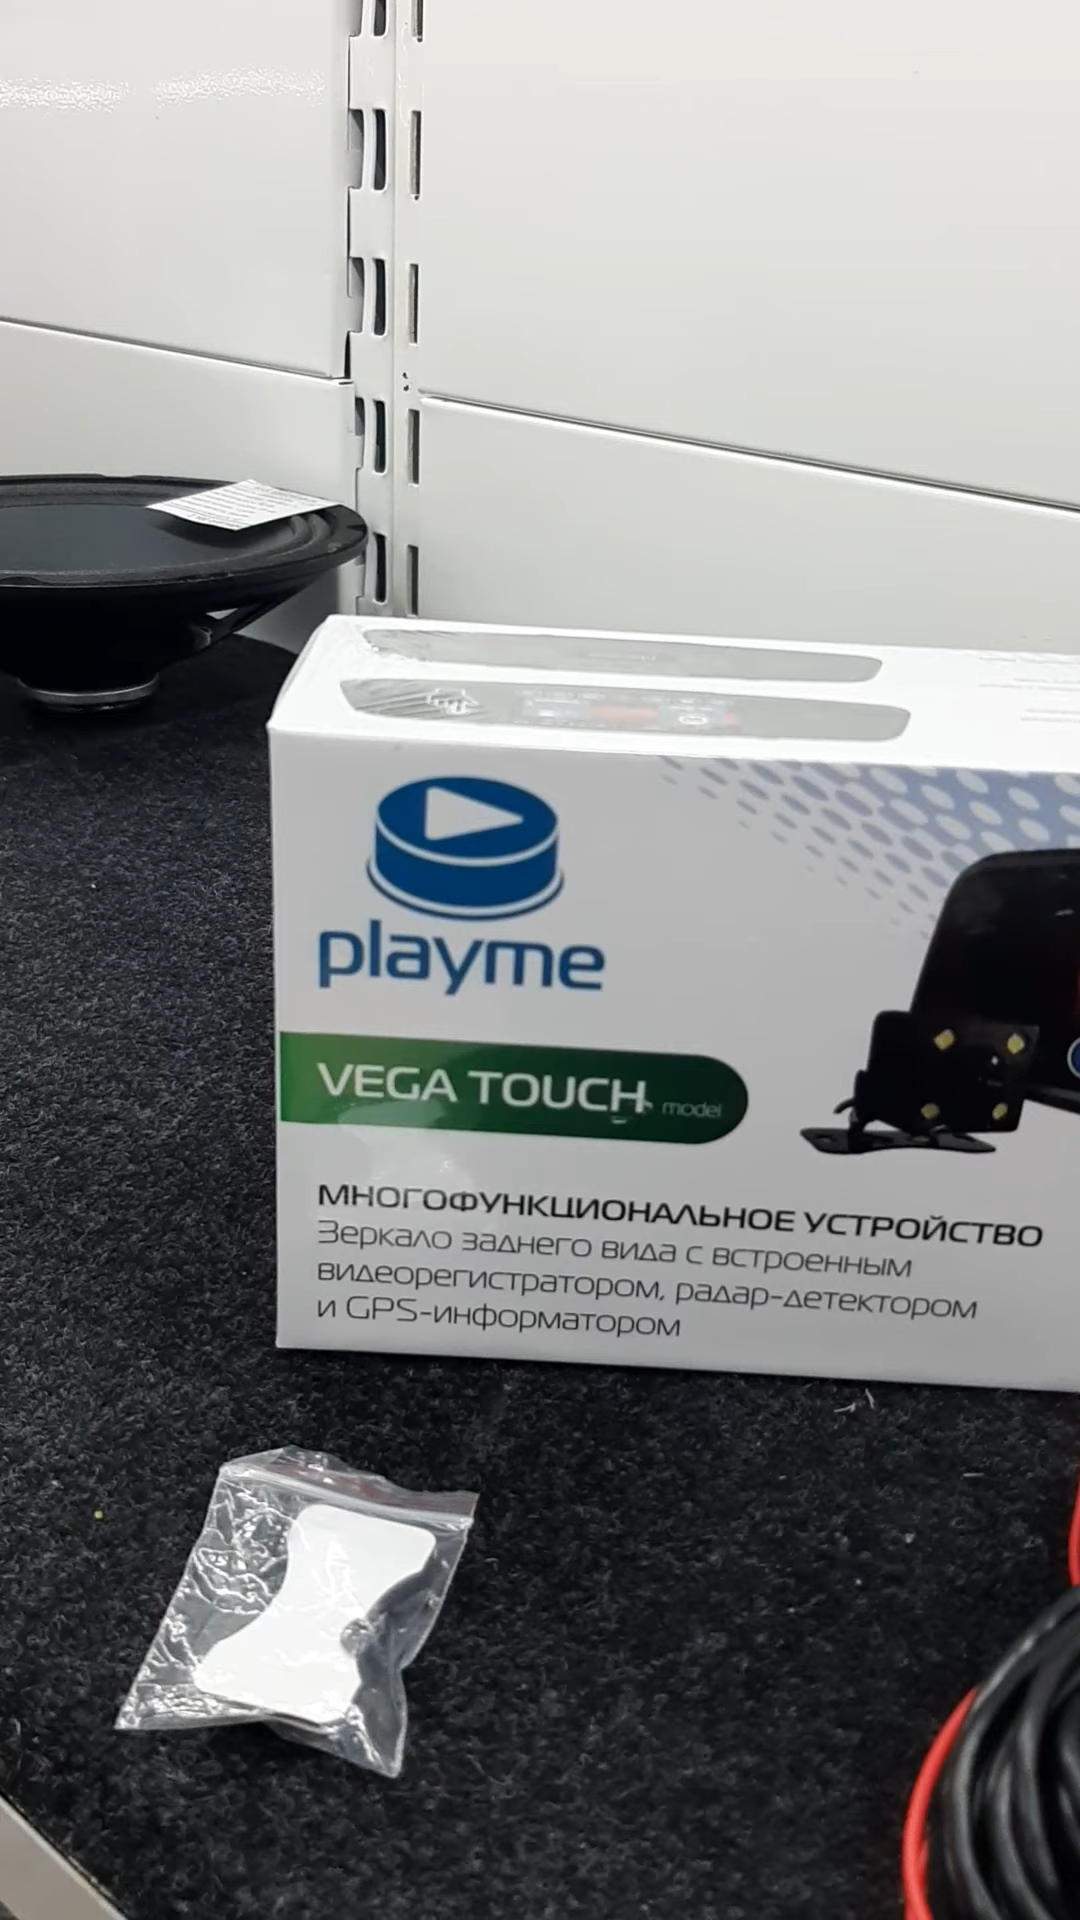 playme
VEGA TOUCH model
МНОГОФУНКЦИОНАЛЬНОЕ УСТРОЙСТВО
Зеркало заднего вида с встроенным
видеорегистратором, радар-детектором
и GPS-информатором